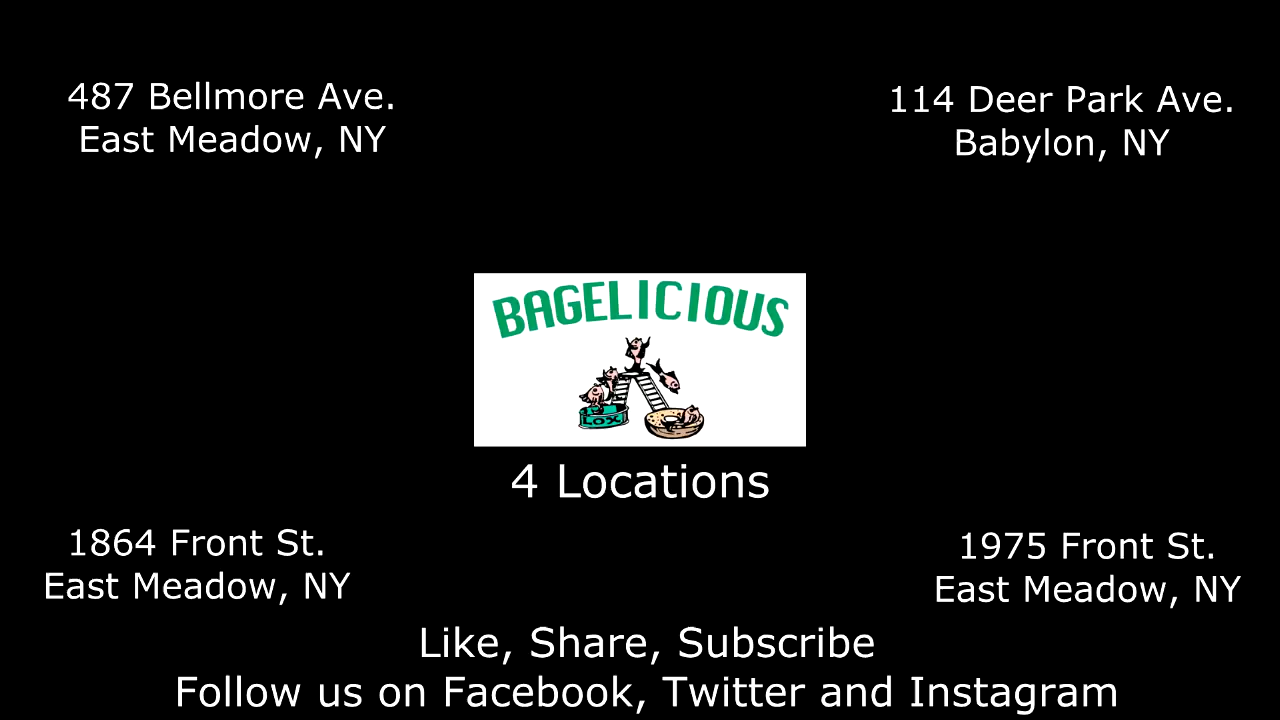 487 Bellmore Ave.
East Meadow, NY
114 Deer Park Ave.
Babylon, NY
BAGELICIOUS
LOX
4 Locations
1864 Front St.
East Meadow, NY
1975 Front St.
East Meadow, NY
Like, Share, Subscribe
Follow us on Facebook, Twitter and Instagram